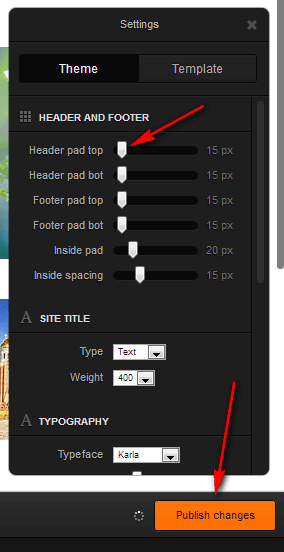 Settings
Theme Template
HEADER AND FOOTER
Header pad top 15 px
Header pad bot 15 px
Footer pad top 15 px
Footer pad bot 15 px
Inside pad 20 px
Inside spacing 15 px
A SITE TITLE
Type Text
Weight 400
A TYPOGRAPHY
Typeface Karla
Publish changes